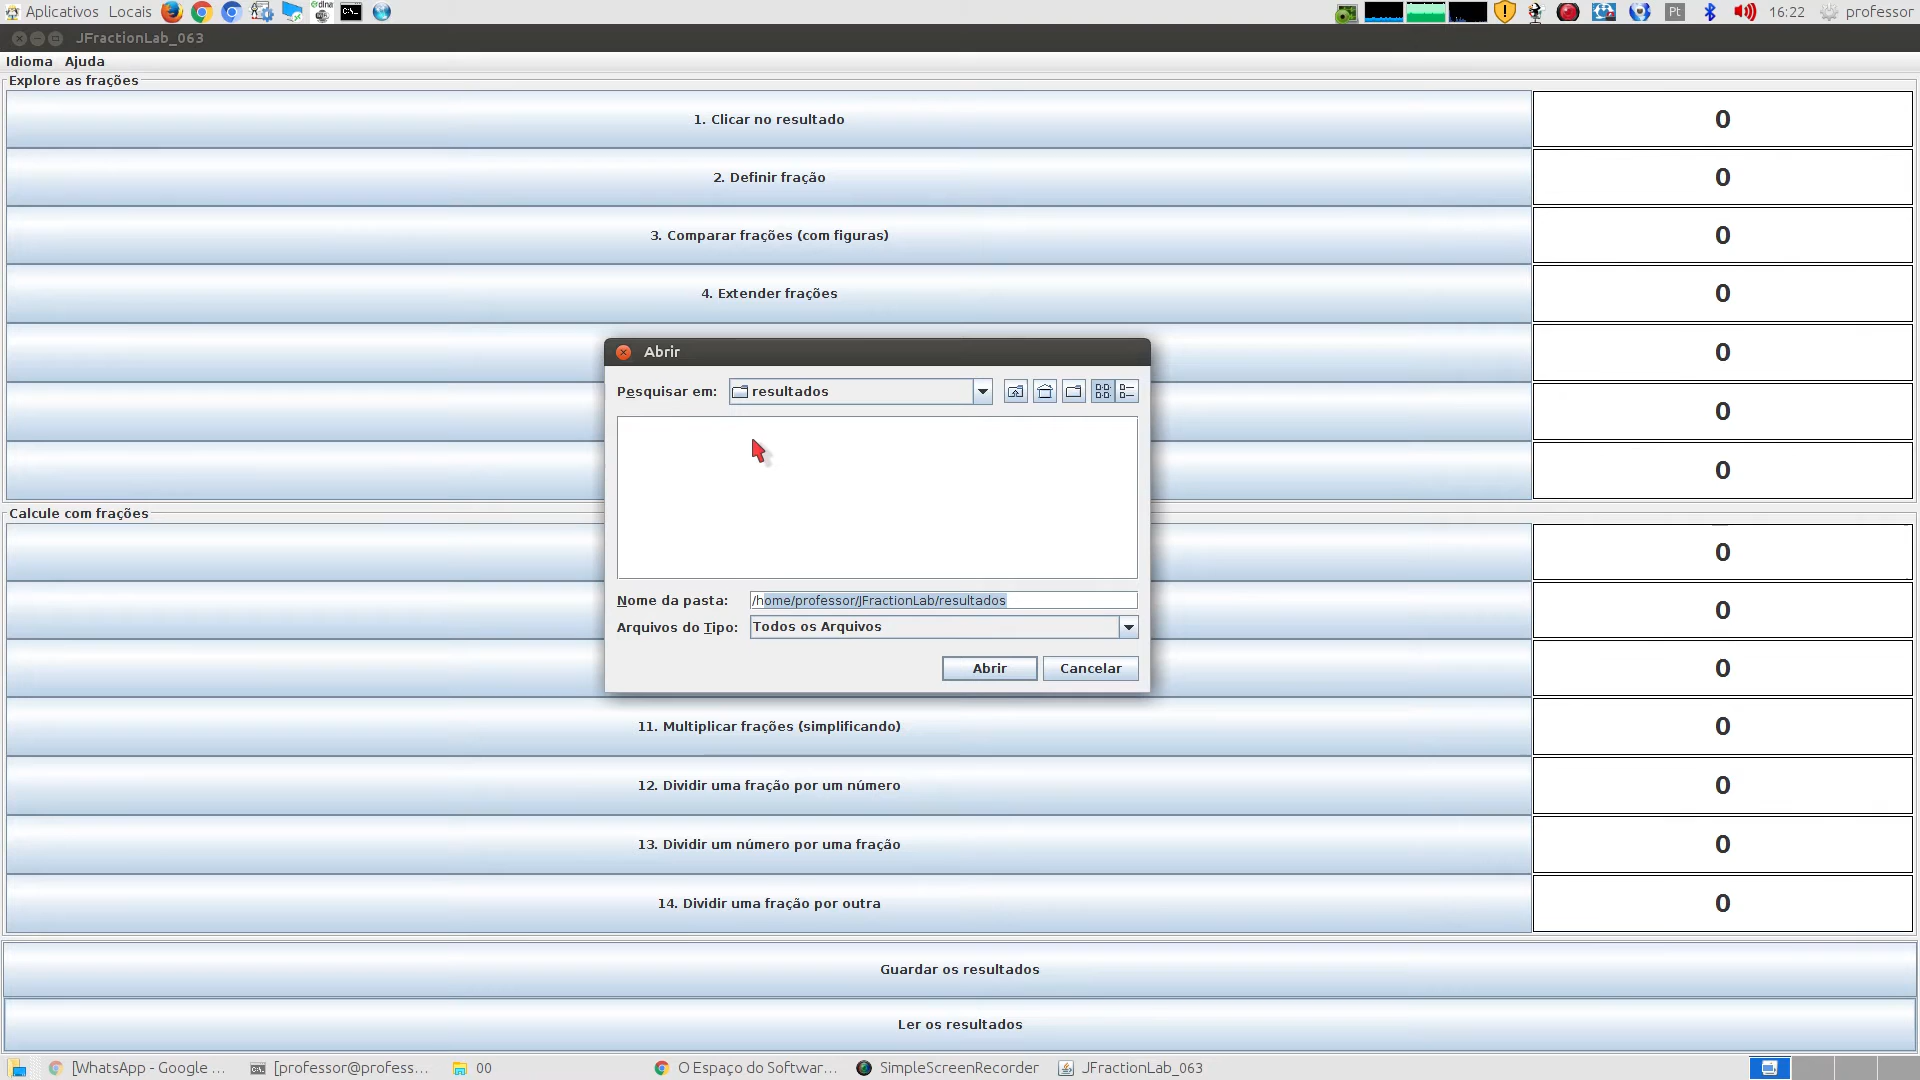 Aplicativos Locais
dlna
Pt
16:22
professor
JFractionLab_063
Idioma Ajuda
Explore as frações
1. Clicar no resultado 0
2. Definir fração 0
3. Comparar frações (com figuras) 0
4. Extender frações 0
0
0
0
Abrir
Pesquisar em: resultados
Nome da pasta: /home/professor/JFractionLab/resultados
Arquivos do Tipo: Todos os Arquivos
Abrir Cancelar
Calcule com frações
0
0
0
11. Multiplicar frações (simplificando) 0
12. Dividir uma fração por um número 0
13. Dividir um número por uma fração 0
14. Dividir uma fração por outra 0
Guardar os resultados
Ler os resultados
[WhatsApp - Google ... [professor@profess... 00 O Espaço do Softwar... SimpleScreenRecorder JFractionLab_063